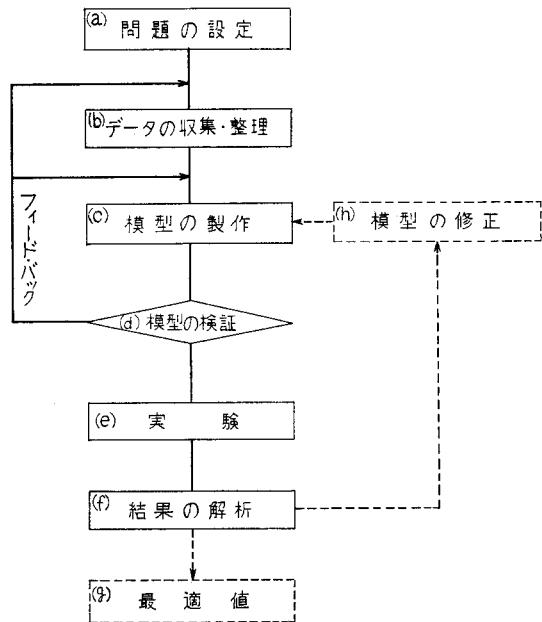 (a) 問題の設定
(b) データの収集・整理
(c) 模型の製作
(h) 模型の修正
フィード・バック
(d) 模型の検証
(e) 実験
(f) 結果の解析
(g) 最適値